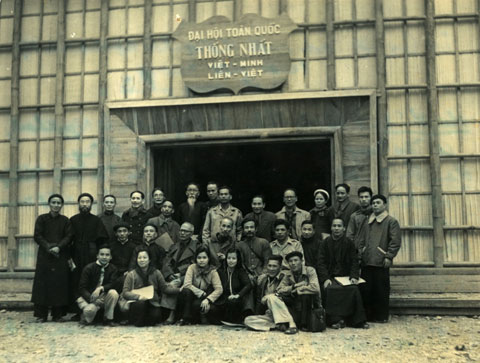 ĐẠI HỘI TOÀN QUỐC
THỐNG NHẤT
VIỆT-MINH
LIÊN-VIỆT